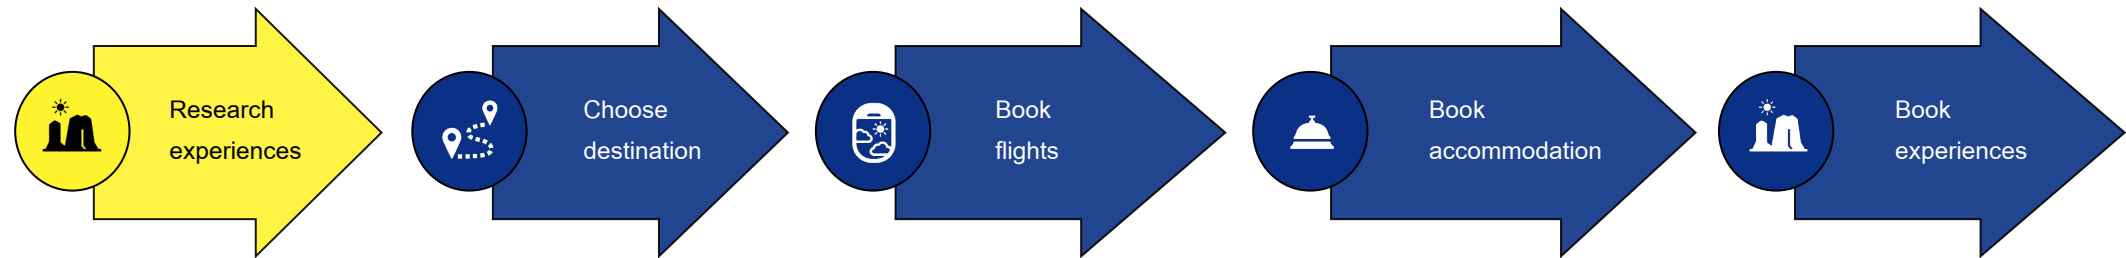 Research
experiences
Choose
destination
Book
flights
Book
accommodation
Book
experiences